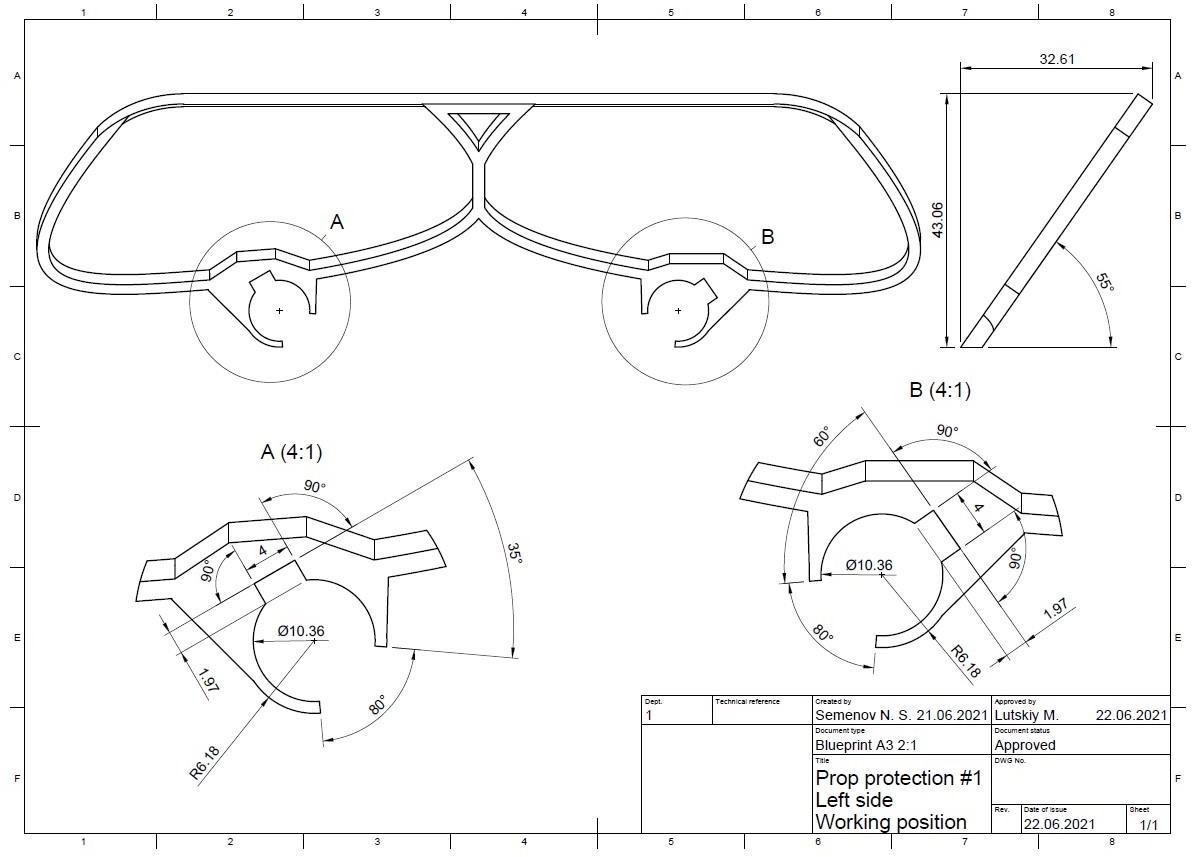 1 2 3 4 5 6 7 8
A A
32.61
B B
43.06
A
B
55°
C C
B (4:1)
60°
90°
A (4:1)
90°
D D
4
4
35°
90°
90°
Ø10.36
Ø10.36
1.97
80°
E E
R6.18
1.97
80°
R6.18
Dept.
1
Technical reference
Created by
Semenov N. S. 21.06.2021
Approved by
Lutskiy M. 22.06.2021
Document type
Blueprint A3 2:1
Document status
Approved
Title
Prop protection #1
Left side
Working position
DWG No.
F F
Rev.
Date of issue
22.06.2021
Sheet
1/1
1 2 3 4 5 6 7 8